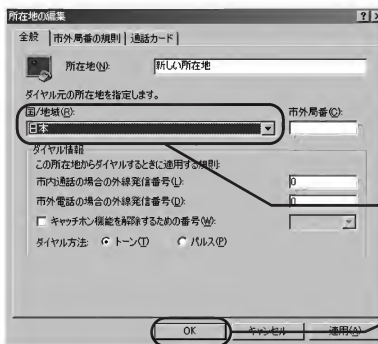 所在地の編集
全般 市外局番の規則 通話カード
所在地(N): 新しい所在地
ダイヤル元の所在地を指定します。
国/地域(R): 市外局番(C):
日本
ダイヤル情報
この所在地からダイヤルするときに適用する規則:
市内通話の場合の外線発信番号(L): 0
市外電話の場合の外線発信番号(D): 0
キャッチホン機能を解除するための番号(W):
ダイヤル方法: トーン(T) パルス(P)
OK キャンセル 適用(A)